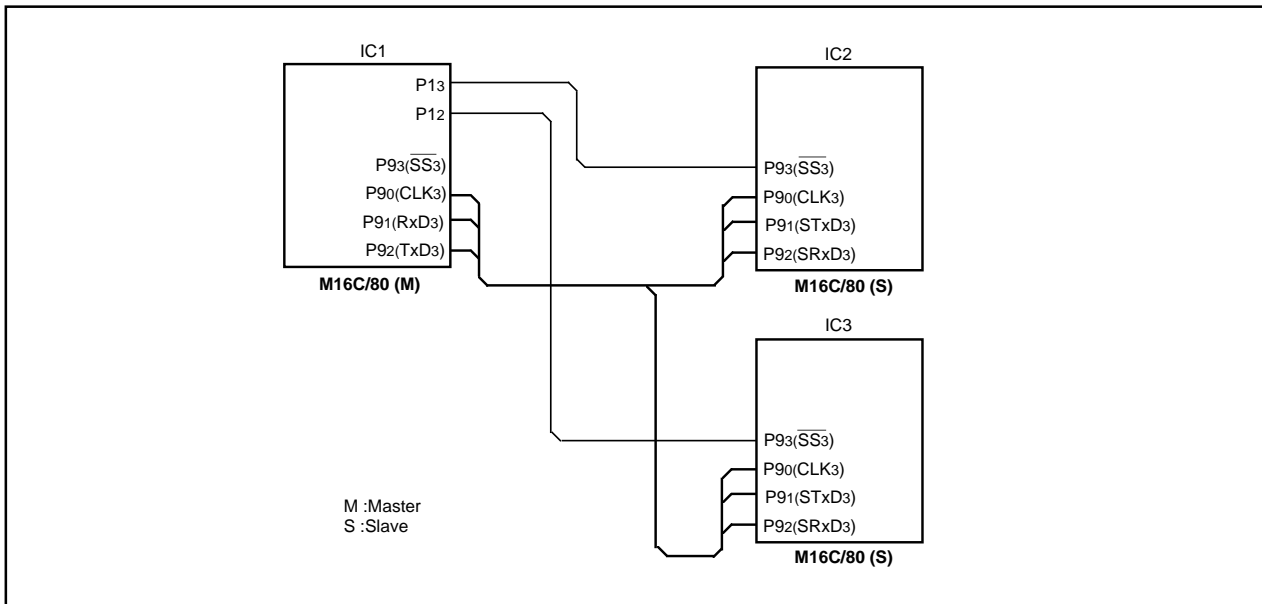 IC1
P13
P12
P93(SS3)
P90(CLK3)
P91(RxD3)
P92(TxD3)
M16C/80 (M)
IC2
P93(SS3)
P90(CLK3)
P91(STxD3)
P92(SRxD3)
M16C/80 (S)
IC3
P93(SS3)
P90(CLK3)
P91(STxD3)
P92(SRxD3)
M16C/80 (S)
M :Master
S :Slave